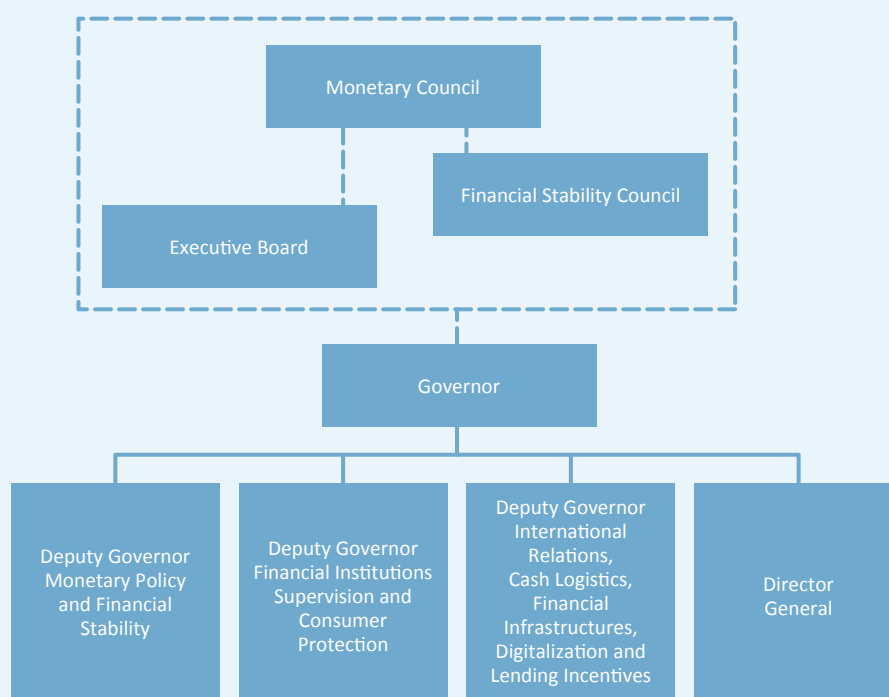 Monetary Council
Financial Stability Council
Executive Board
Governor
Deputy Governor
Monetary Policy
and Financial
Stability
Deputy Governor
Financial Institutions
Supervision and
Consumer
Protection
Deputy Governor
International
Relations,
Cash Logistics,
Financial
Infrastructures,
Digitalization and
Lending Incentives
Director
General